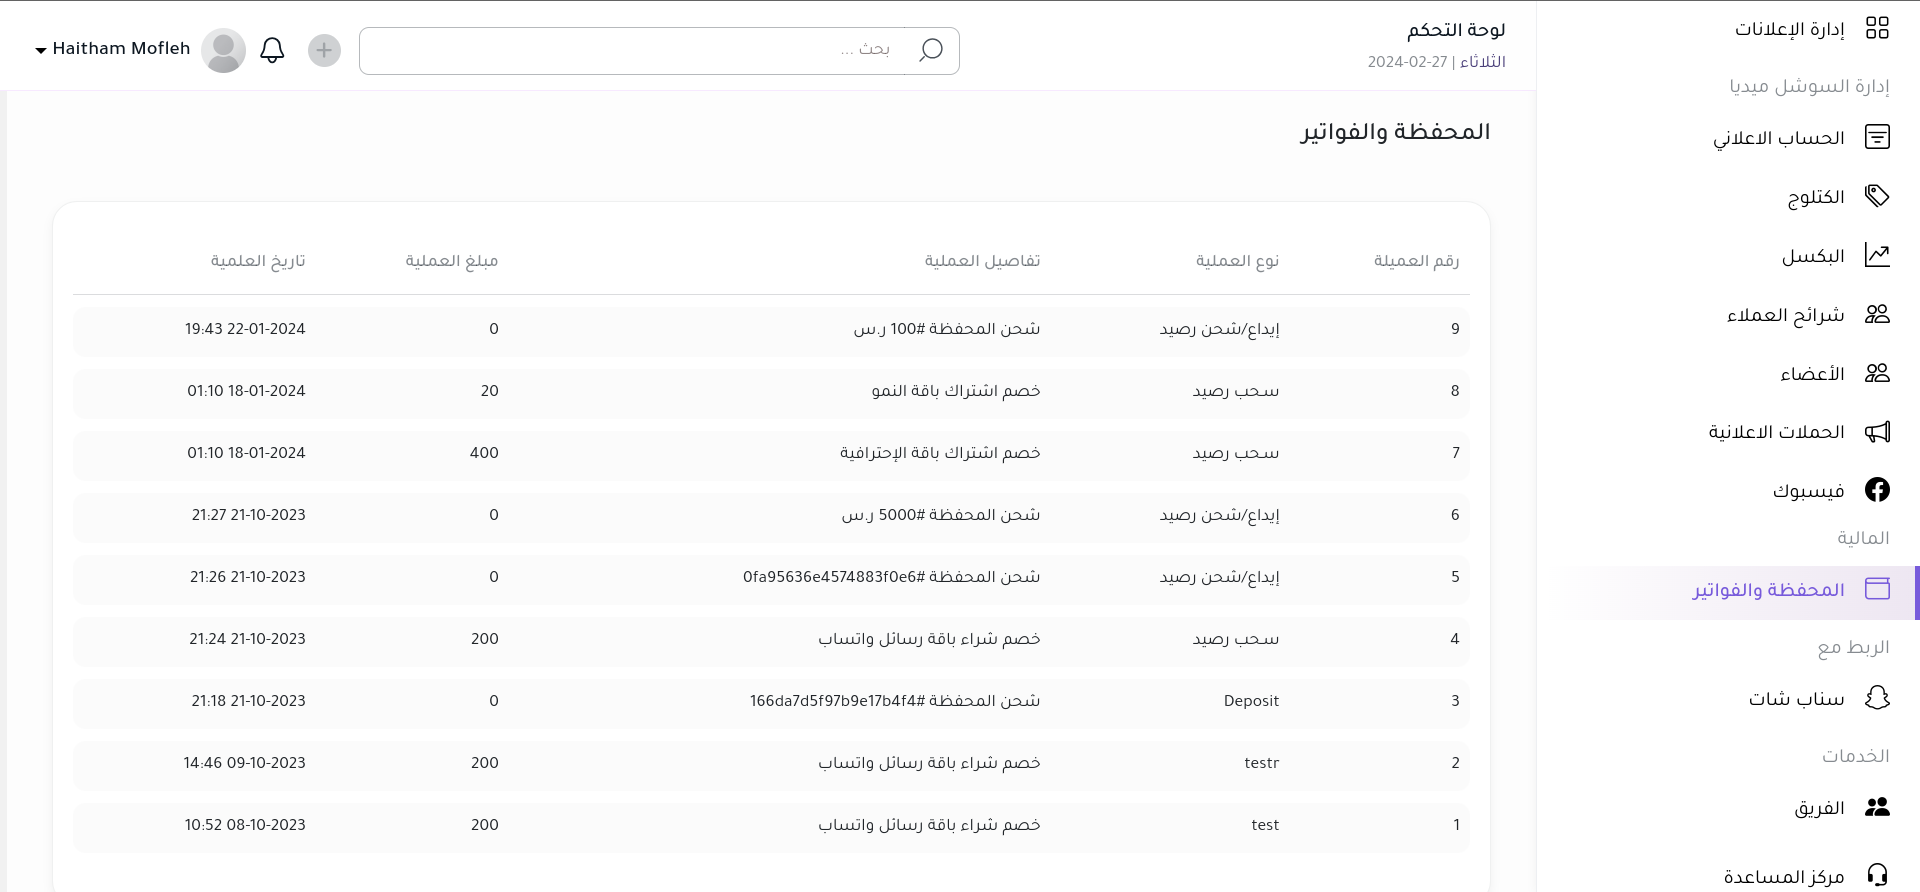 إدارة الإعلانات
إدارة السوشل ميديا
الحساب الاعلاني
الكتلوج
البكسل
شرائح العملاء
الأعضاء
الحملات الاعلانية
فيسبوك
المالية
المحفظة والفواتير
الربط مع
سناب شات
الخدمات
الفريق
مركز المساعدة
لوحة التحكم
الثلاثاء | 27-02-2024
بحث ...
Haitham Mofleh
المحفظة والفواتير
رقم العميلة نوع العملية تفاصيل العملية مبلغ العملية تاريخ العلمية
9 إيداع/شحن رصيد شحن المحفظة #100 ر.س 0 22-01-2024 19:43
8 سحب رصيد خصم اشتراك باقة النمو 20 18-01-2024 01:10
7 سحب رصيد خصم اشتراك باقة الإحترافية 400 18-01-2024 01:10
6 إيداع/شحن رصيد شحن المحفظة #5000 ر.س 0 21-10-2023 21:27
5 إيداع/شحن رصيد شحن المحفظة #0fa95636e4574883f0e6 0 21-10-2023 21:26
4 سحب رصيد خصم شراء باقة رسائل واتساب 200 21-10-2023 21:24
3 Deposit شحن المحفظة #166da7d5f97b9e17b4f4 0 21-10-2023 21:18
2 testr خصم شراء باقة رسائل واتساب 200 09-10-2023 14:46
1 test خصم شراء باقة رسائل واتساب 200 08-10-2023 10:52